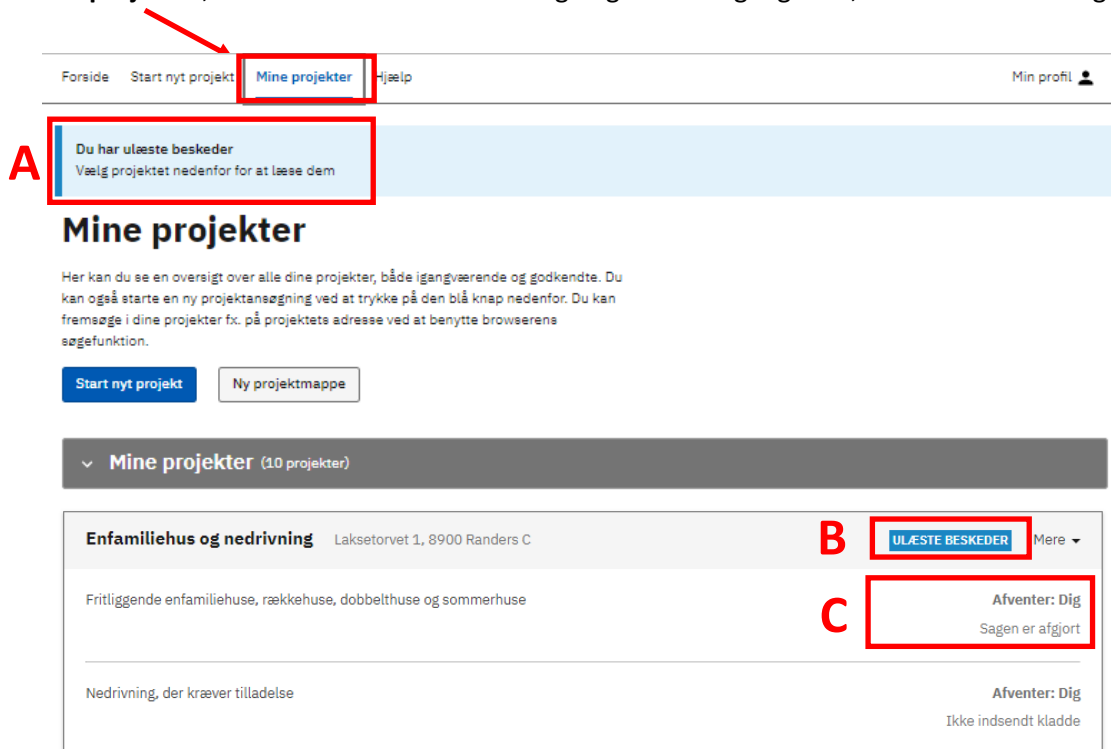 Forside Start nyt projekt Mine projekter Hjælp Min profil
A
Du har ulæste beskeder
Vælg projektet nedenfor for at læse dem
Mine projekter
Her kan du se en oversigt over alle dine projekter, både igangværende og godkendte. Du
kan også starte en ny projektansøgning ved at trykke på den blå knap nedenfor. Du kan
fremsøge i dine projekter fx. på projektets adresse ved at benytte browserens
søgefunktion.
Start nyt projekt Ny projektmappe
Mine projekter (10 projekter)
Enfamiliehus og nedrivning Laksetorvet 1, 8900 Randers C B ULÆSTE BESKEDER Mere
Fritliggende enfamiliehuse, rækkehuse, dobbelthuse og sommerhuse C Afventer: Dig
Sagen er afgjort
Nedrivning, der kræver tilladelse Afventer: Dig
Ikke indsendt kladde